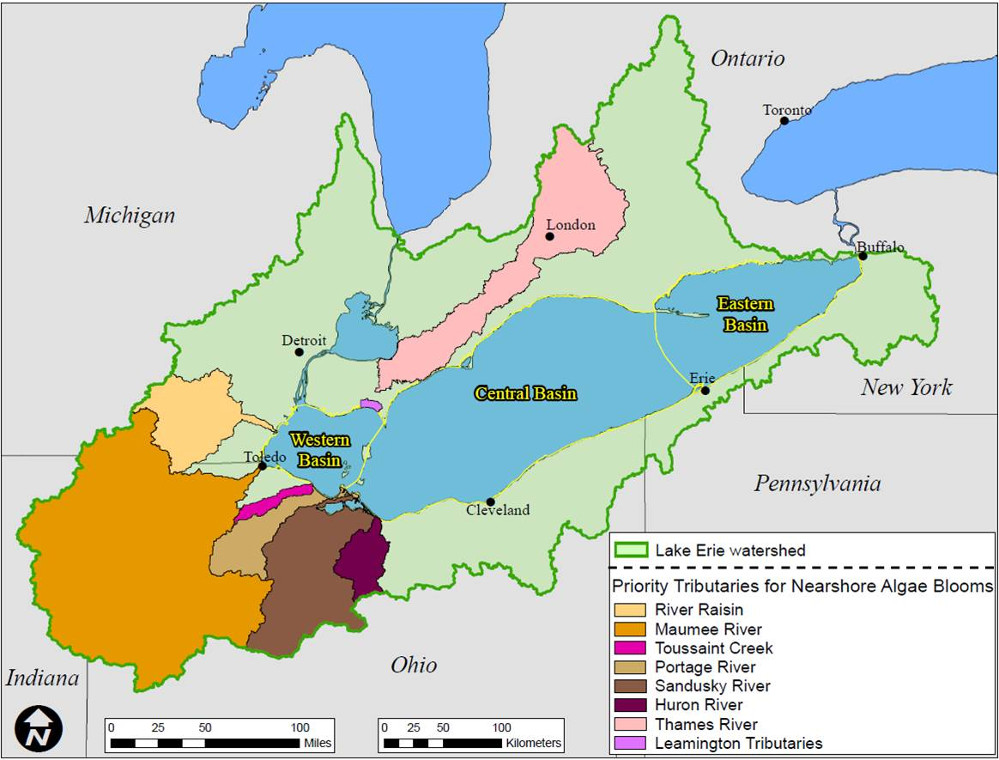 Ontario
Toronto
Michigan
London
Buffalo
Eastern
Basin
Detroit
Erie
New York
Central Basin
Western
Basin
Toledo
Pennsylvania
Cleveland
Lake Erie watershed
Priority Tributaries for Nearshore Algae Blooms
River Raisin
Maumee River
Toussaint Creek
Portage River
Sandusky River
Huron River
Thames River
Leamington Tributaries
Ohio
Indiana
N
0 25 50 100
Miles
0 25 50 100
Kilometers